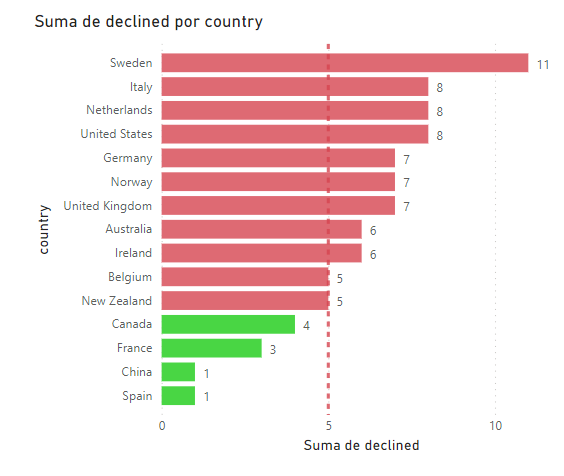 Suma de declined por country
Sweden 11
Italy 8
Netherlands 8
United States 8
Germany 7
Norway 7
United Kingdom 7
Australia 6
Ireland 6
Belgium 5
New Zealand 5
Canada 4
France 3
China 1
Spain 1
country
0 5 10
Suma de declined